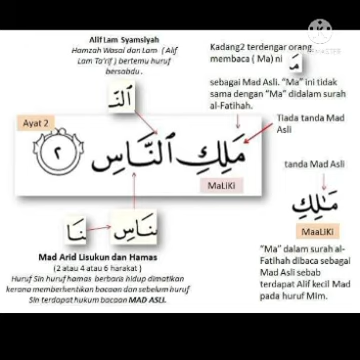 Alif Lam Syamsiyah
Hamzah Wasal dan Lam ( Alif
Lam Ta'rif ) bertemu huruf
bersabdu .
Kadang2 terdengar orang
membaca ( Ma) ni مَ
sebagai Mad Asli. "Ma" ini tidak
sama dengan "Ma" didalam surah
al-Fatihah.
ٱلنَّ
Tiada tanda Mad
Asli
Ayat 2
مَلِكِ ٱلنَّاسِ ٢
MaLiKi
tanda Mad Asli
مَـٰلِكِ
MaaLiKi
نَا
نَاسِ
Mad Arid Lisukun dan Hamas
(2 atau 4 atau 6 harakat )
Huruf Sin huruf hamas berbaris hidup dimatikan
kerana memberhentikan bacaan dan sebelum huruf
Sin terdapat hukum bacaan MAD ASLI.
"Ma" dalam surah al-
Fatihah dibaca sebagai
Mad Asli sebab
terdapat Alif kecil Mad
pada huruf Mim.